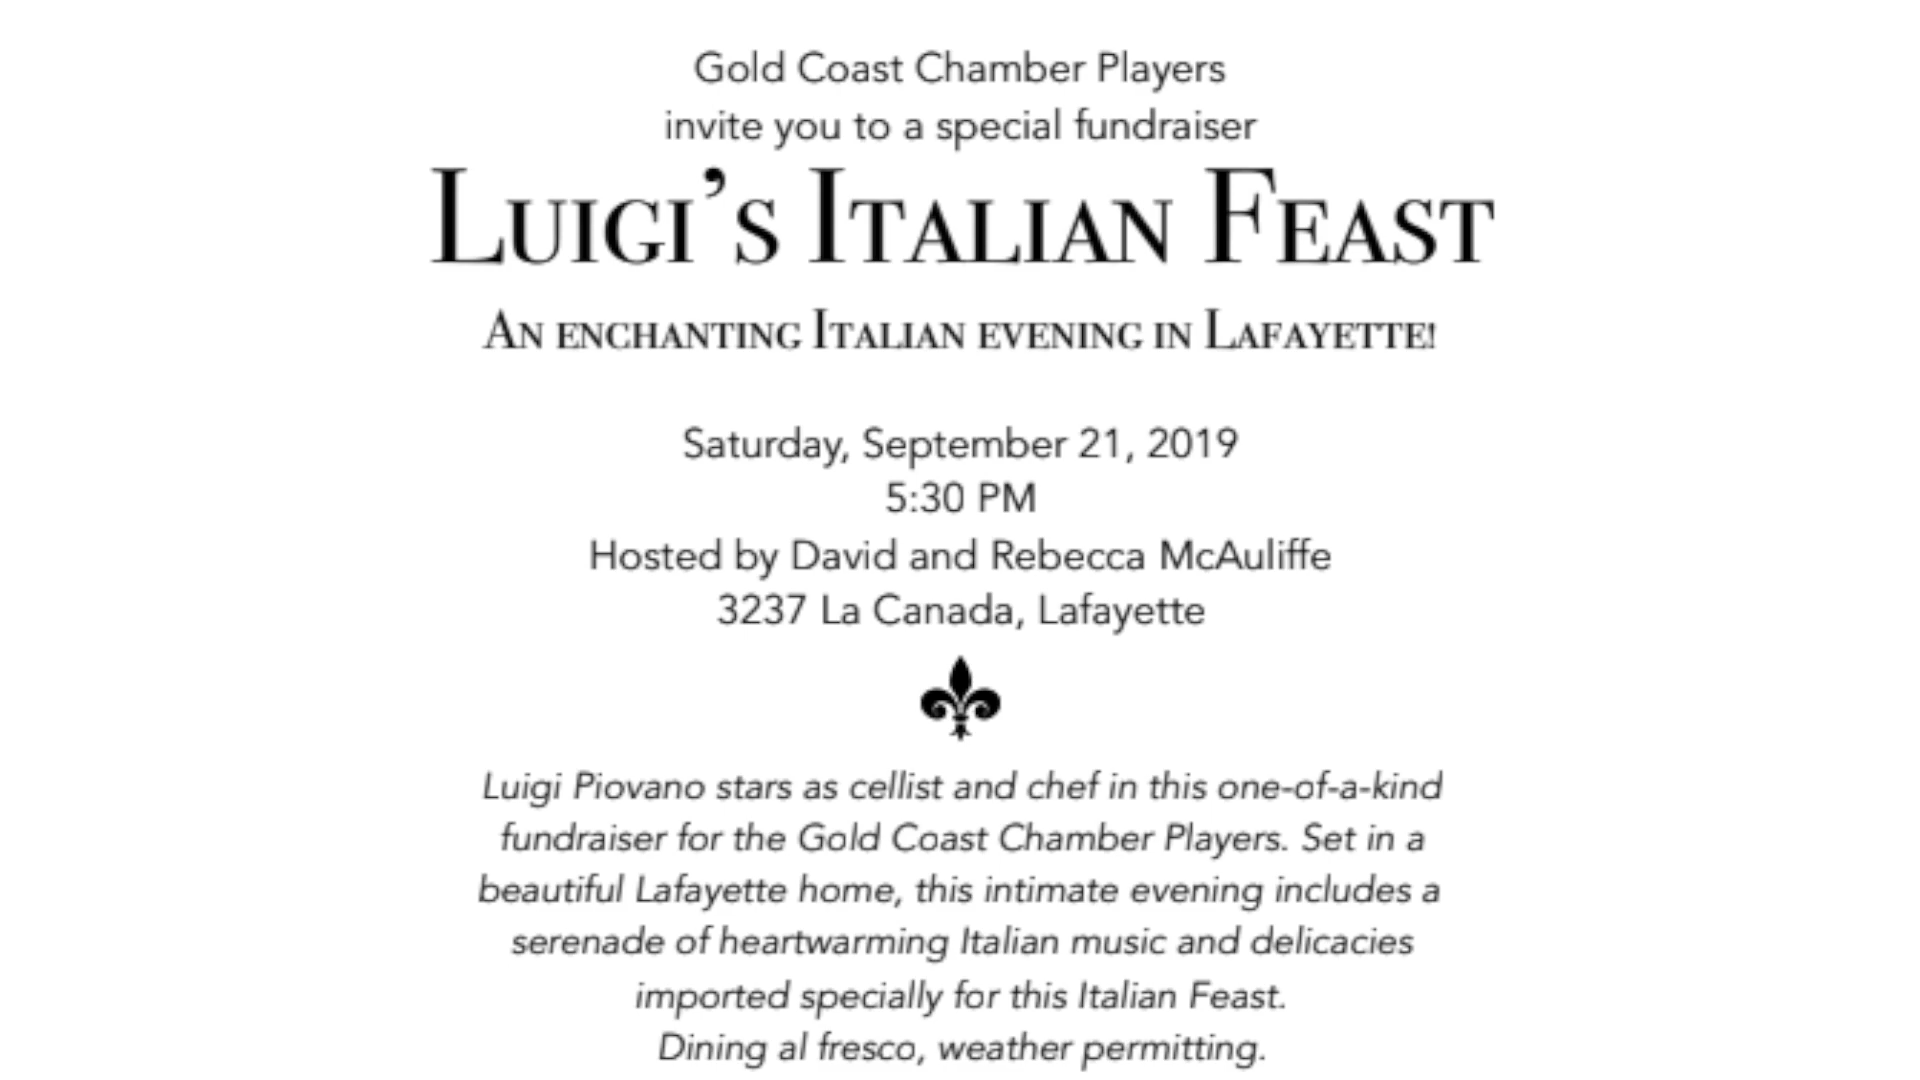 Gold Coast Chamber Players
invite you to a special fundraiser
Luigi’s Italian Feast
An enchanting Italian evening in Lafayette!
Saturday, September 21, 2019
5:30 PM
Hosted by David and Rebecca McAuliffe
3237 La Canada, Lafayette
Luigi Piovano stars as cellist and chef in this one-of-a-kind
fundraiser for the Gold Coast Chamber Players. Set in a
beautiful Lafayette home, this intimate evening includes a
serenade of heartwarming Italian music and delicacies
imported specially for this Italian Feast.
Dining al fresco, weather permitting.